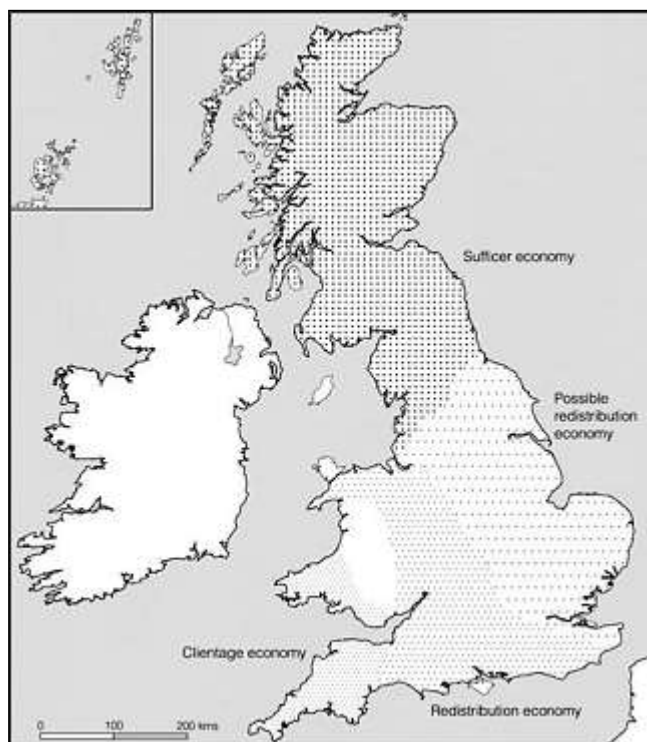 Sufficer economy
Possible
redistribution
economy
Clientage economy
Redistribution economy
0 100 200 kms